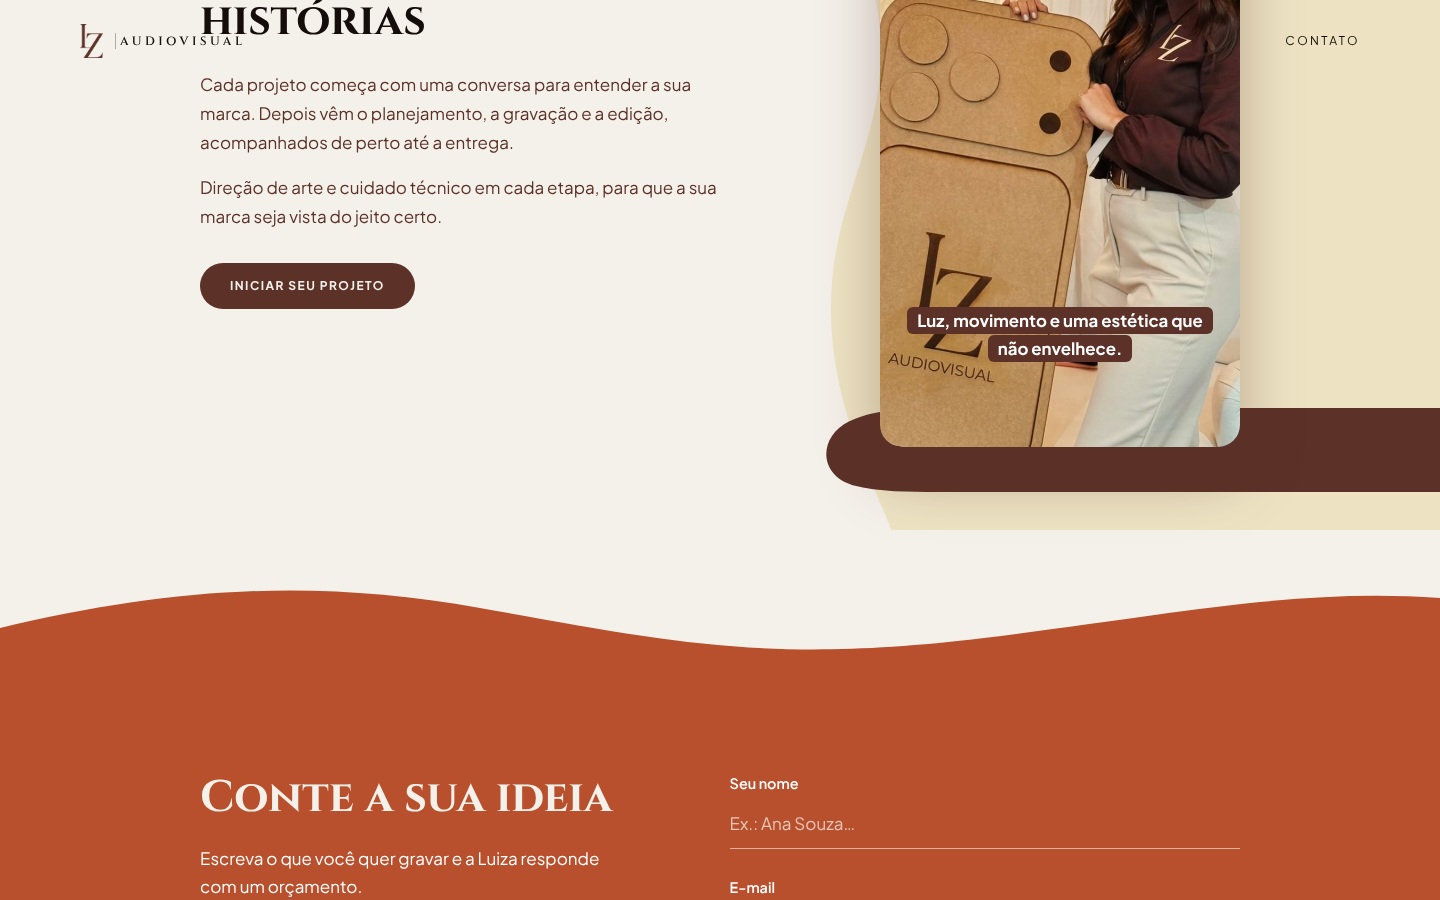 HISTÓRIAS
LZ AUDIOVISUAL
LZ
CONTATO
Cada projeto começa com uma conversa para entender a sua
marca. Depois vêm o planejamento, a gravação e a edição,
acompanhados de perto até a entrega.
Direção de arte e cuidado técnico em cada etapa, para que a sua
marca seja vista do jeito certo.
INICIAR SEU PROJETO
LZ
Luz, movimento e uma estética que
não envelhece.
AUDIOVISUAL
Conte a sua ideia
Escreva o que você quer gravar e a Luiza responde
com um orçamento.
Seu nome
Ex.: Ana Souza…
E-mail